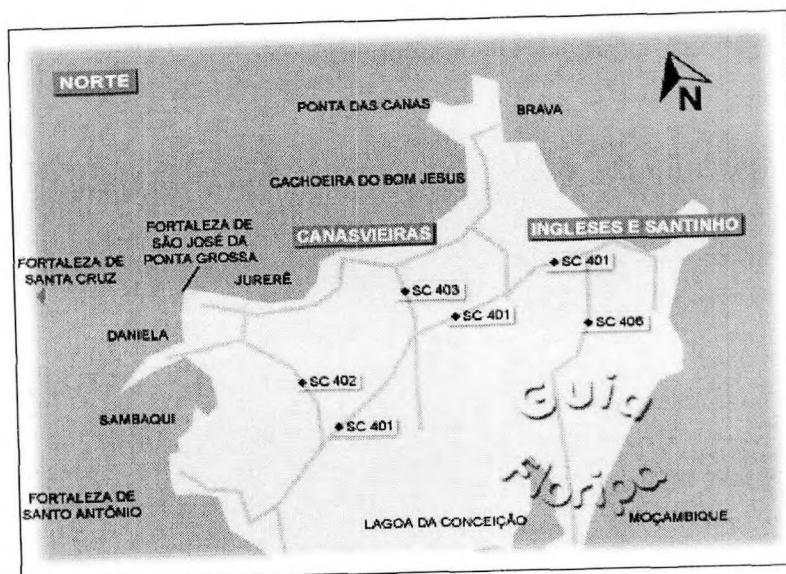 NORTE
N
PONTA DAS CANAS
BRAVA
CACHOEIRA DO BOM JESUS
FORTALEZA DE
SÃO JOSÉ DA
PONTA GROSSA
CANASVIEIRAS
INGLESES E SANTINHO
FORTALEZA DE
SANTA CRUZ
JURERÊ
SC 401
SC 403
SC 401
SC 406
DANIELA
SC 402
SAMBAQUI
SC 401
Guia
Floripa
FORTALEZA DE
SANTO ANTÔNIO
LAGOA DA CONCEIÇÃO
MOÇAMBIQUE